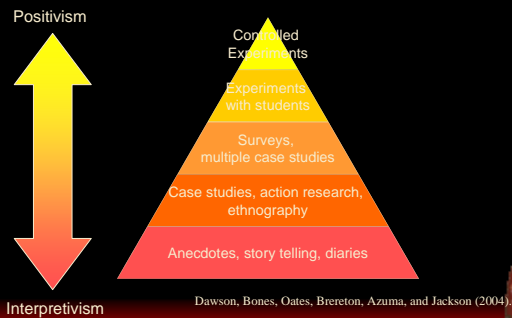 Positivism
Controlled
Experiments
Experiments
with students
Surveys,
multiple case studies
Case studies, action research,
ethnography
Anecdotes, story telling, diaries
Interpretivism
Dawson, Bones, Oates, Brereton, Azuma, and Jackson (2004).